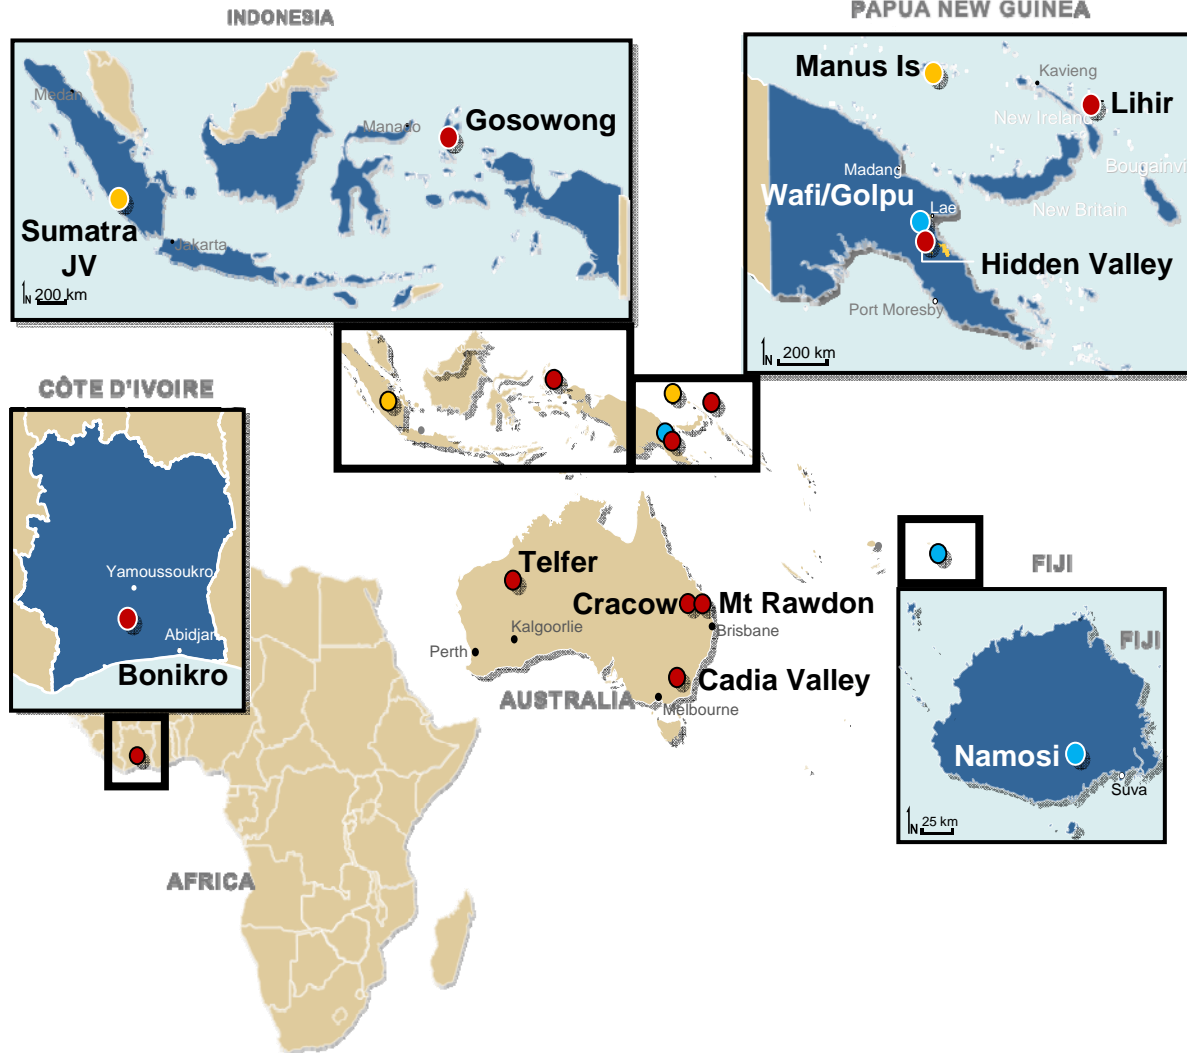 INDONESIA
PAPUA NEW GUINEA
Medan
Manado
Gosowong
Sumatra
JV
Jakarta
N 200 km
Manus Is
Kavieng
Lihir
New Ireland
Madang
Bougainvi
Wafi/Golpu
Lae
New Britain
Hidden Valley
Port Moresby
N 200 km
CÔTE D'IVOIRE
Yamoussoukro
Abidjan
Bonikro
Telfer
Cracow
Mt Rawdon
Kalgoorlie
Brisbane
Perth
Cadia Valley
AUSTRALIA
Melbourne
FIJI
FIJI
Namosi
Suva
N 25 km
AFRICA